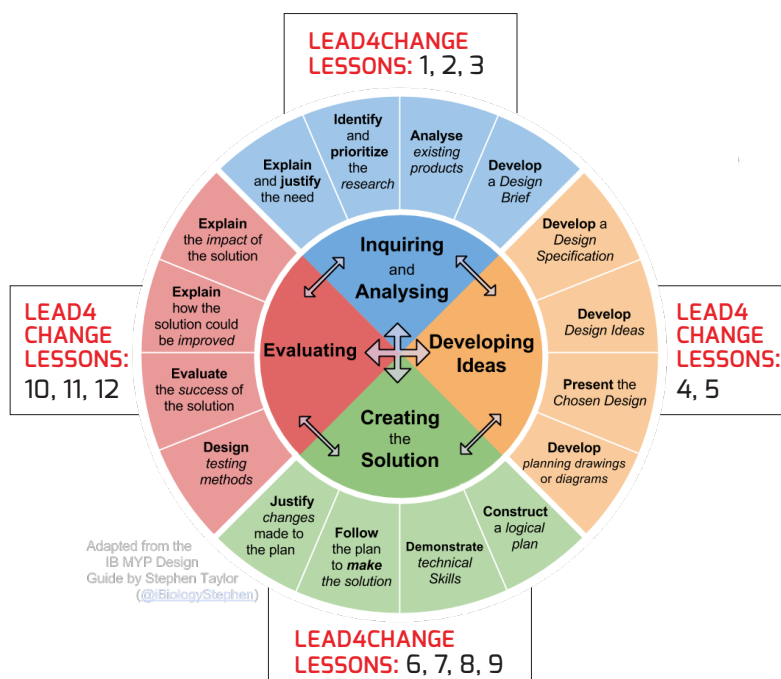 LEAD4CHANGE
LESSONS: 1, 2, 3
Explain
and justify
the need
Identify
and
prioritize
the
research
Analyse
existing
products
Develop
a Design
Brief
Develop a
Design
Specification
Develop
Design Ideas
Present the
Chosen Design
Develop
planning drawings
or diagrams
Construct
a logical
plan
Demonstrate
technical
Skills
Follow
the plan
to make
the solution
Justify
changes
made to
the plan
Design
testing
methods
Evaluate
the success of
the solution
Explain
how the
solution could
be improved
Explain
the impact of
the solution
Inquiring
and
Analysing
Developing
Ideas
Creating
the
Solution
Evaluating
LEAD4
CHANGE
LESSONS:
10, 11, 12
LEAD4
CHANGE
LESSONS:
4, 5
Adapted from the
IB MYP Design
Guide by Stephen Taylor
(@iBiologyStephen)
LEAD4CHANGE
LESSONS: 6, 7, 8, 9